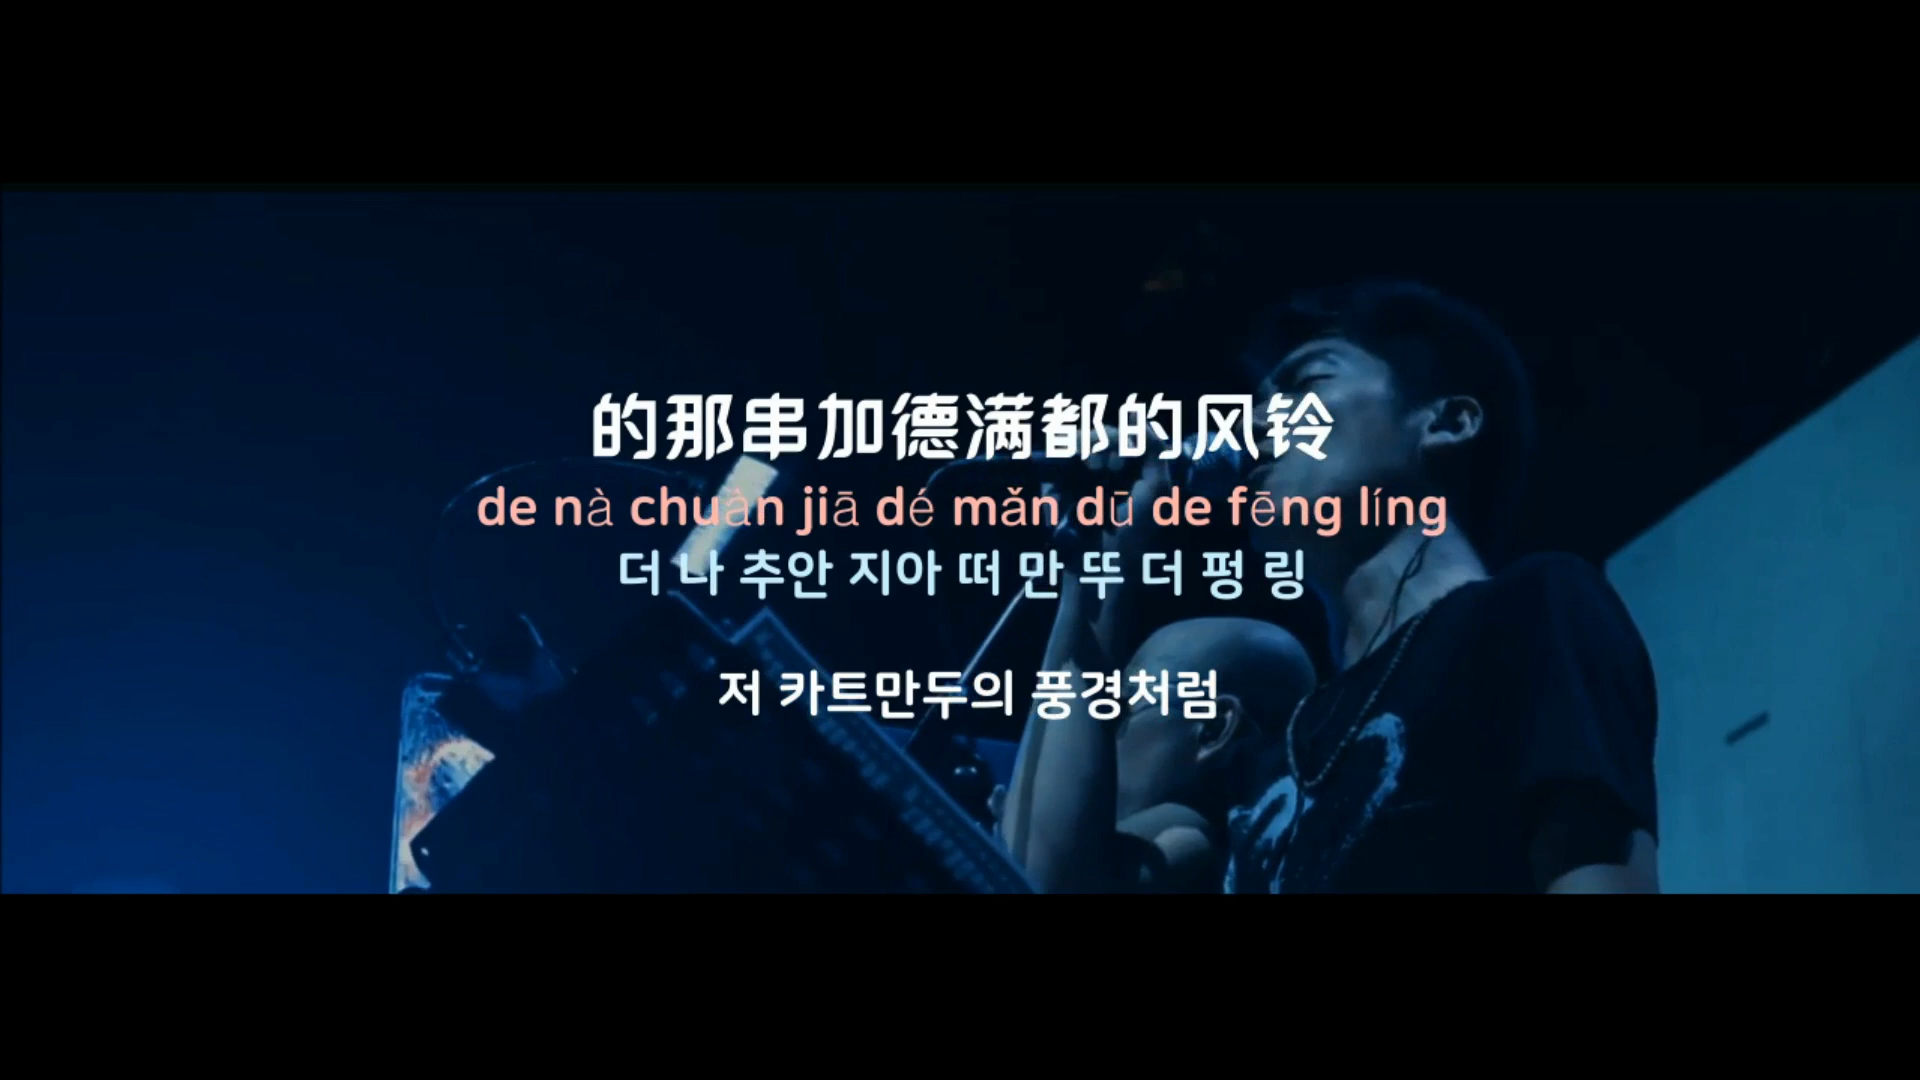 的那串加德满都的风铃
de nà chuàn jiā dé mǎn dū de fēng líng
더 나 추안 지아 떠 만 뚜 더 펑 링
저 카트만두의 풍경처럼